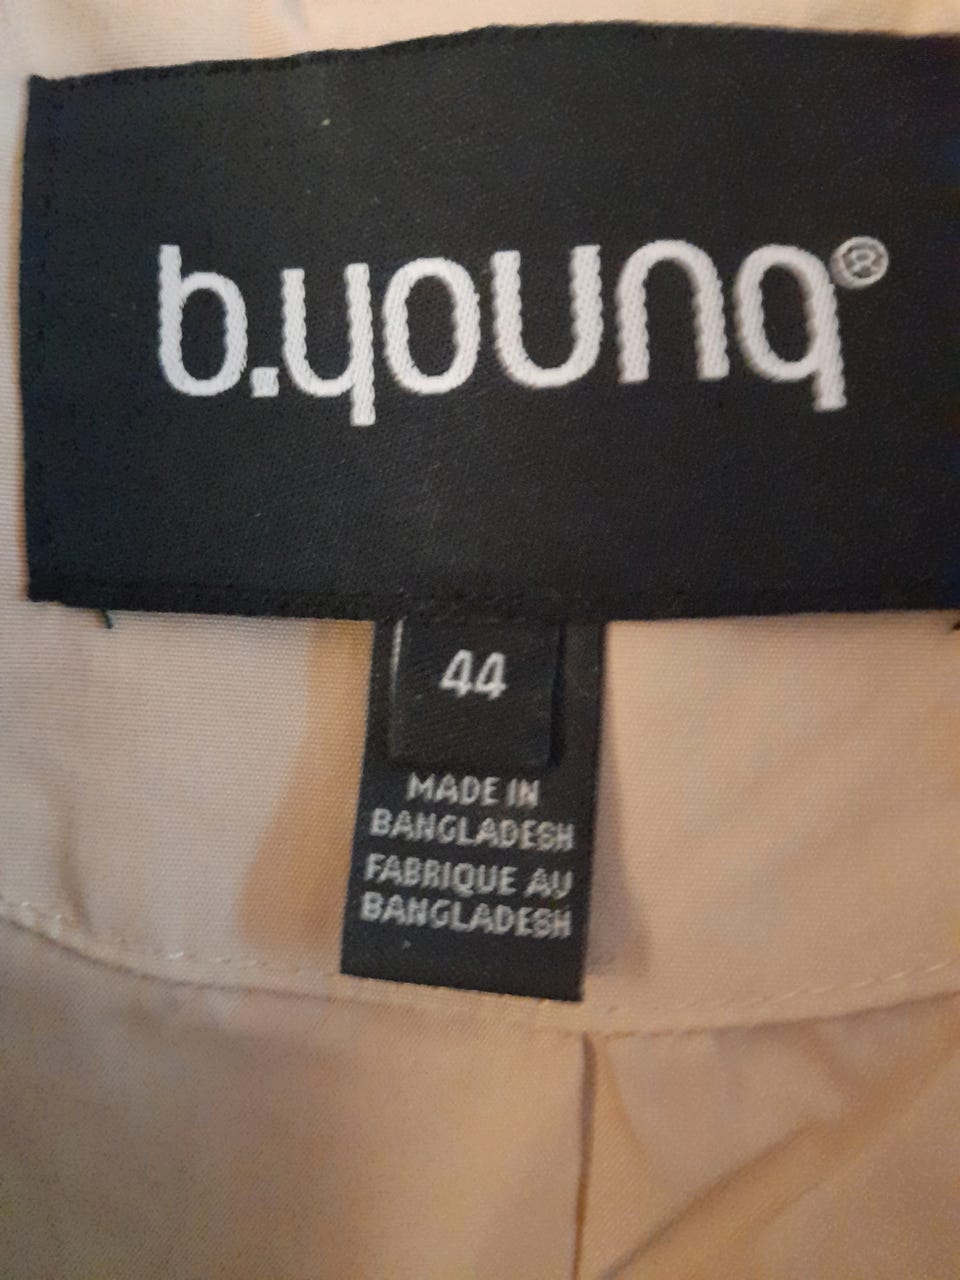 b.young®
44
MADE IN
BANGLADESH
FABRIQUE AU
BANGLADESH